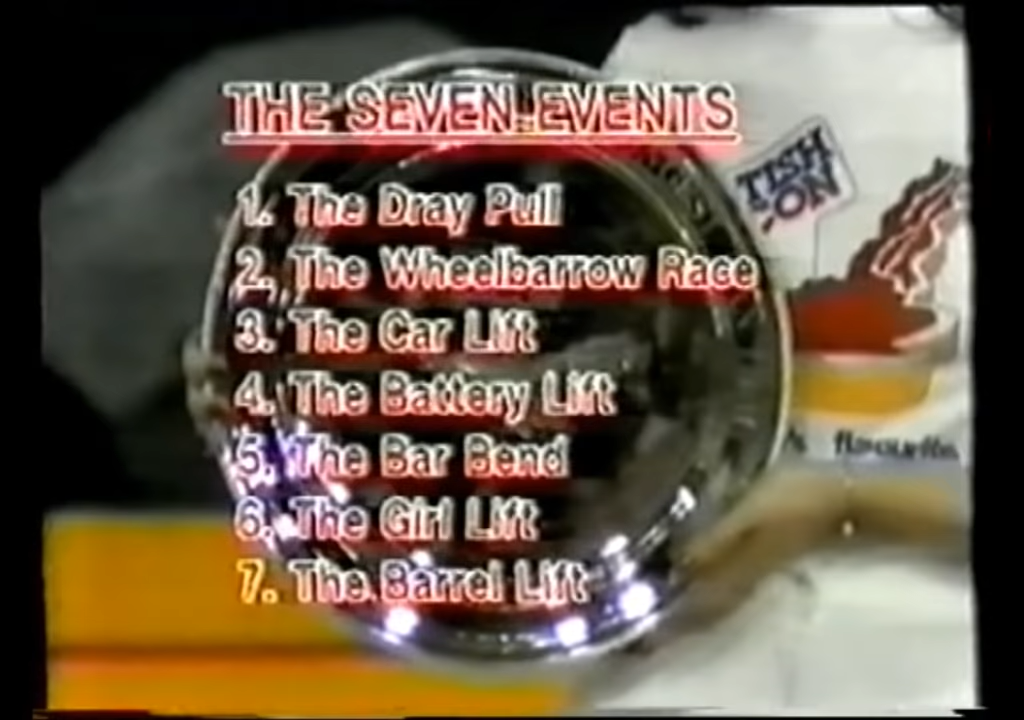 THE SEVEN EVENTS
1. The Dray Pull
2. The Wheelbarrow Race
3. The Car Lift
4. The Battery Lift
5. The Bar Bend
6. The Girl Lift
7. The Barrel Lift
TISH
-ON
flavourite